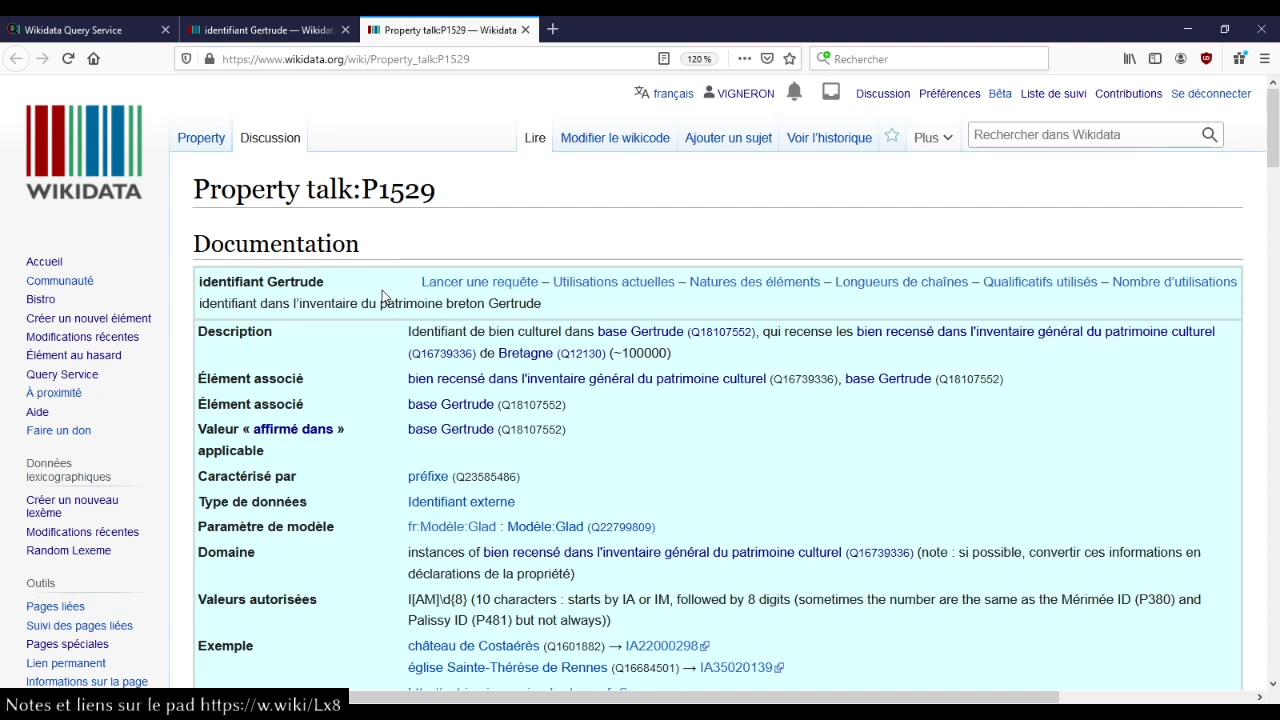 Wikidata Query Service
identifiant Gertrude — Wikidat
Property talk:P1529 — Wikidata
https://www.wikidata.org/wiki/Property_talk:P1529
120 %
Rechercher
français
VIGNERON
Discussion
Préférences
Bêta
Liste de suivi
Contributions
Se déconnecter
Property
Discussion
Lire
Modifier le wikicode
Ajouter un sujet
Voir l'historique
Plus
Rechercher dans Wikidata
WIKIDATA
Accueil
Communauté
Bistro
Créer un nouvel élément
Modifications récentes
Élément au hasard
Query Service
À proximité
Aide
Faire un don
Données
lexicographiques
Créer un nouveau
lexème
Modifications récentes
Random Lexeme
Outils
Pages liées
Suivi des pages liées
Pages spéciales
Lien permanent
Informations sur la page
Property talk:P1529
Documentation
identifiant Gertrude
Lancer une requête – Utilisations actuelles – Natures des éléments – Longueurs de chaînes – Qualificatifs utilisés – Nombre d'utilisations
identifiant dans l'inventaire du patrimoine breton Gertrude
Description
Identifiant de bien culturel dans base Gertrude (Q18107552), qui recense les bien recensé dans l'inventaire général du patrimoine culturel
(Q16739336) de Bretagne (Q12130) (~100000)
Élément associé
bien recensé dans l'inventaire général du patrimoine culturel (Q16739336), base Gertrude (Q18107552)
Élément associé
base Gertrude (Q18107552)
Valeur « affirmé dans »
applicable
base Gertrude (Q18107552)
Caractérisé par
préfixe (Q23585486)
Type de données
Identifiant externe
Paramètre de modèle
fr:Modèle:Glad : Modèle:Glad (Q22799809)
Domaine
instances of bien recensé dans l'inventaire général du patrimoine culturel (Q16739336) (note : si possible, convertir ces informations en
déclarations de la propriété)
Valeurs autorisées
I[AM]\d{8} (10 characters : starts by IA or IM, followed by 8 digits (sometimes the number are the same as the Mérimée ID (P380) and
Palissy ID (P481) but not always))
Exemple
château de Costaérès (Q1601882) → IA22000298
église Sainte-Thérèse de Rennes (Q16684501) → IA35020139
Notes et liens sur le pad https://w.wiki/Lx8